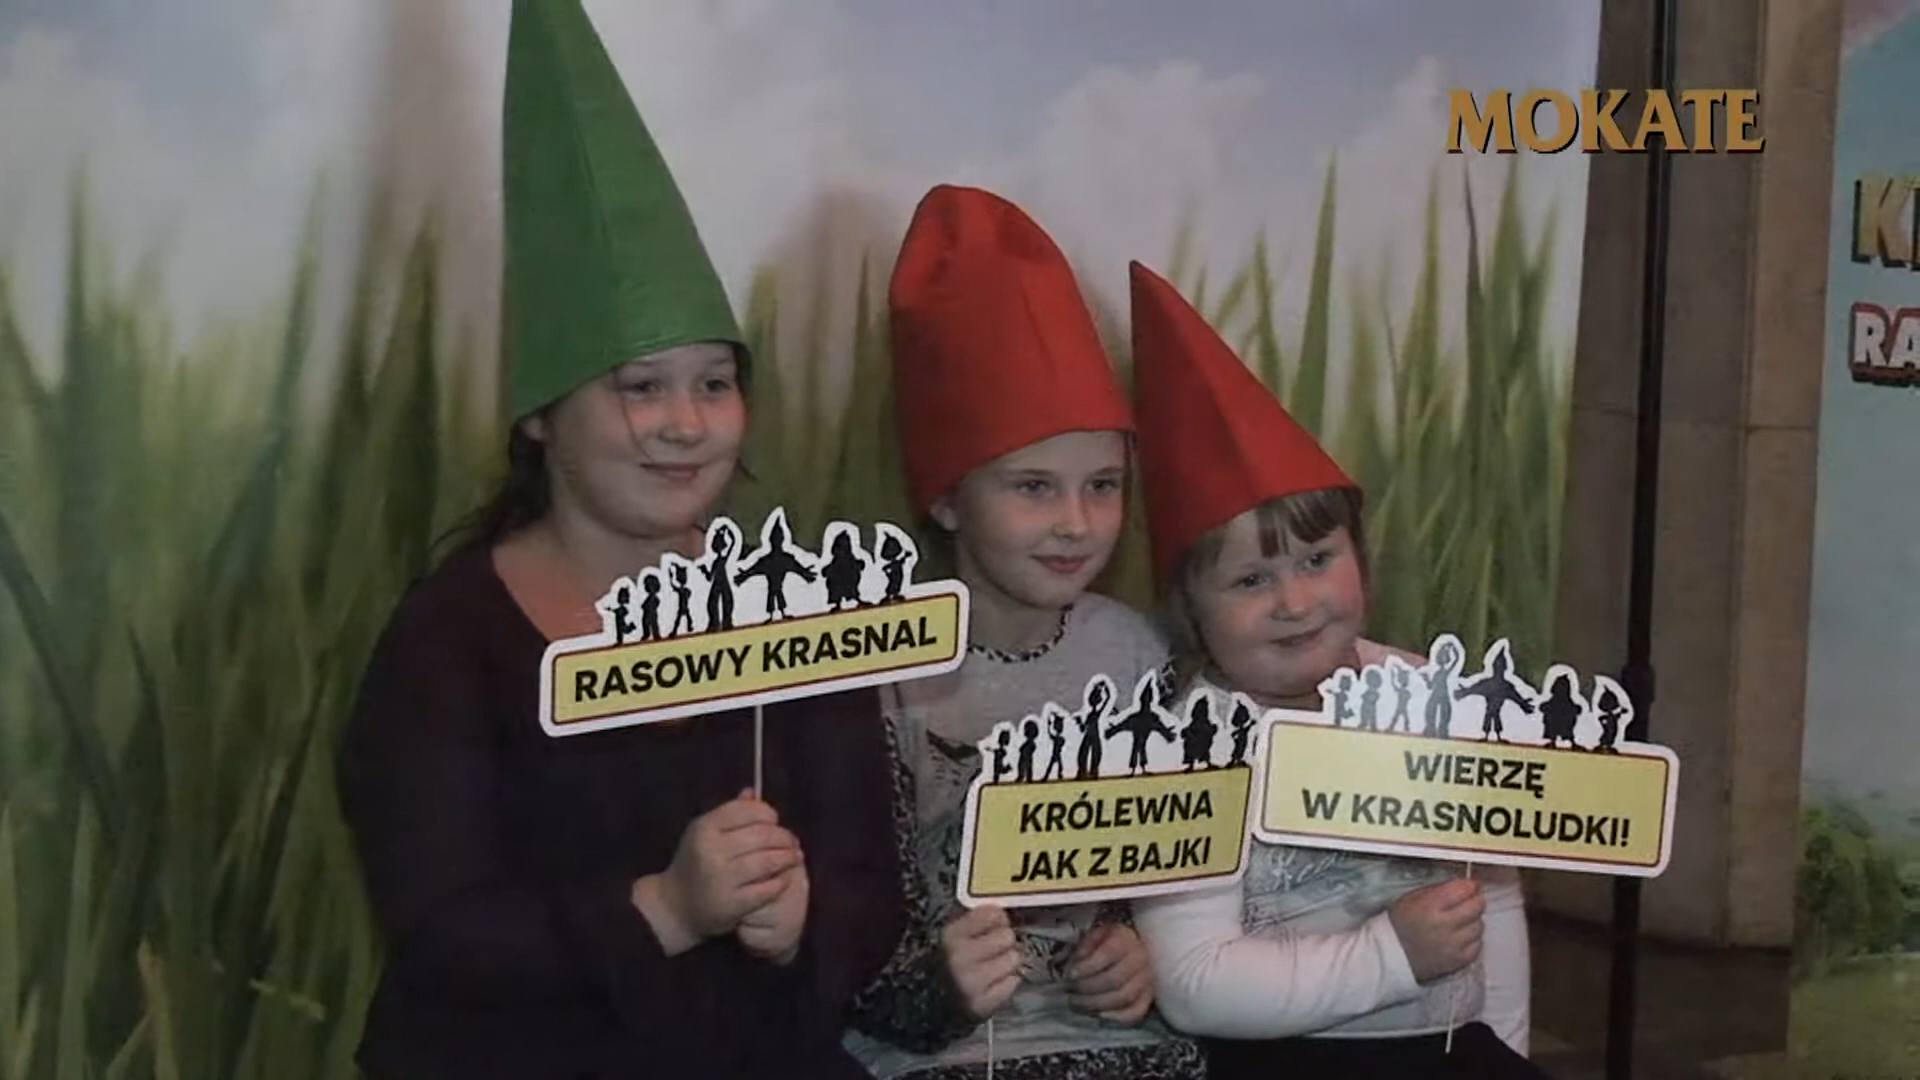 MOKATE
RASOWY KRASNAL
KRÓLEWNA
JAK Z BAJKI
WIERZĘ
W KRASNOLUDKI!